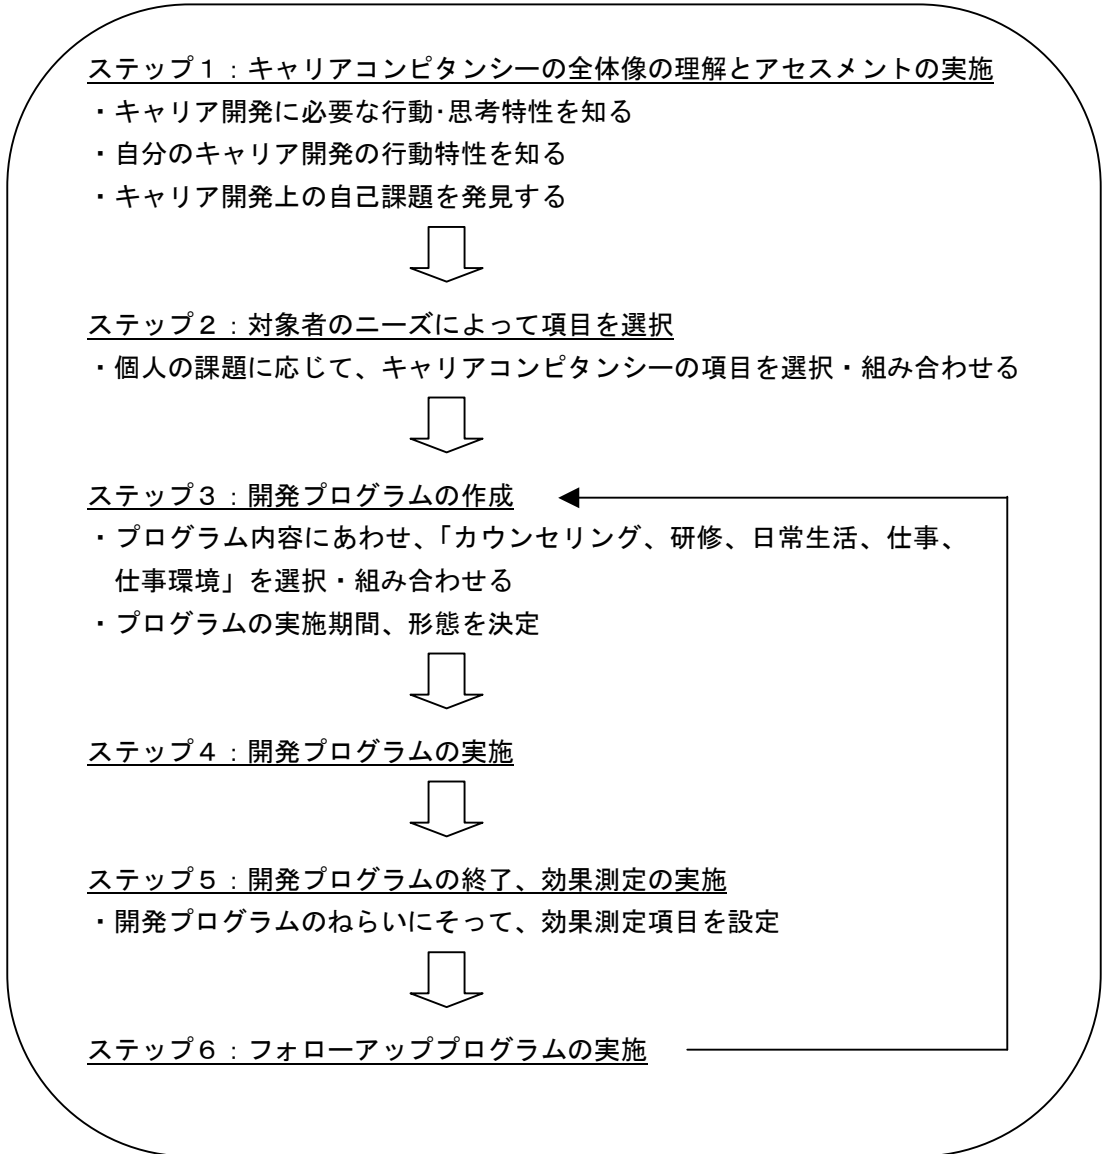 ステップ１：キャリアコンピタンシーの全体像の理解とアセスメントの実施
・キャリア開発に必要な行動･思考特性を知る
・自分のキャリア開発の行動特性を知る
・キャリア開発上の自己課題を発見する
ステップ２：対象者のニーズによって項目を選択
・個人の課題に応じて、キャリアコンピタンシーの項目を選択・組み合わせる
ステップ３：開発プログラムの作成
・プログラム内容にあわせ、「カウンセリング、研修、日常生活、仕事、
仕事環境」を選択・組み合わせる
・プログラムの実施期間、形態を決定
ステップ４：開発プログラムの実施
ステップ５：開発プログラムの終了、効果測定の実施
・開発プログラムのねらいにそって、効果測定項目を設定
ステップ６：フォローアッププログラムの実施